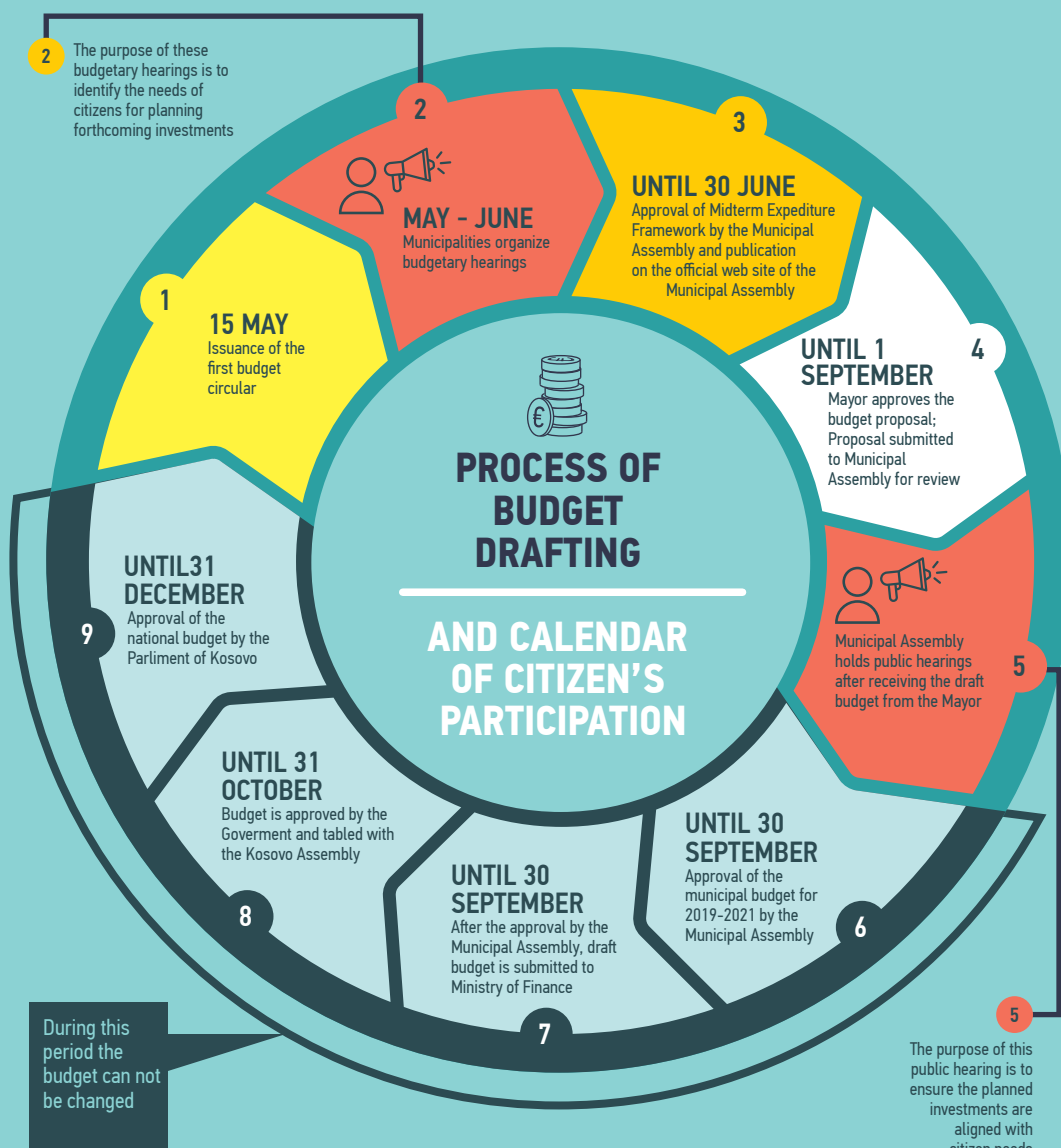 PROCESS OF
BUDGET
DRAFTING
AND CALENDAR
OF CITIZEN'S
PARTICIPATION
€
1
15 MAY
Issuance of the
first budget
circular
2
MAY - JUNE
Municipalities organize
budgetary hearings
2
The purpose of these
budgetary hearings is to
identify the needs of
citizens for planning
forthcoming investments
3
UNTIL 30 JUNE
Approval of Midterm Expediture
Framework by the Municipal
Assembly and publication
on the official web site of the
Municipal Assembly
4
UNTIL 1
SEPTEMBER
Mayor approves the
budget proposal;
Proposal submitted
to Municipal
Assembly for review
5
Municipal Assembly
holds public hearings
after receiving the draft
budget from the Mayor
5
The purpose of this
public hearing is to
ensure the planned
investments are
aligned with
citizen needs
6
UNTIL 30
SEPTEMBER
Approval of the
municipal budget for
2019-2021 by the
Municipal Assembly
7
UNTIL 30
SEPTEMBER
After the approval by the
Municipal Assembly, draft
budget is submitted to
Ministry of Finance
8
UNTIL 31
OCTOBER
Budget is approved by the
Goverment and tabled with
the Kosovo Assembly
9
UNTIL31
DECEMBER
Approval of the
national budget by the
Parliment of Kosovo
During this
period the
budget can not
be changed